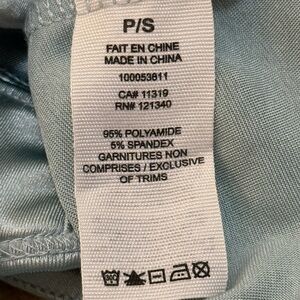 P/S
FAIT EN CHINE
MADE IN CHINA
100053811
CA# 11319
RN# 121340
95% POLYAMIDE
5% SPANDEX
GARNITURES NON
COMPRISES / EXCLUSIVE
OF TRIMS